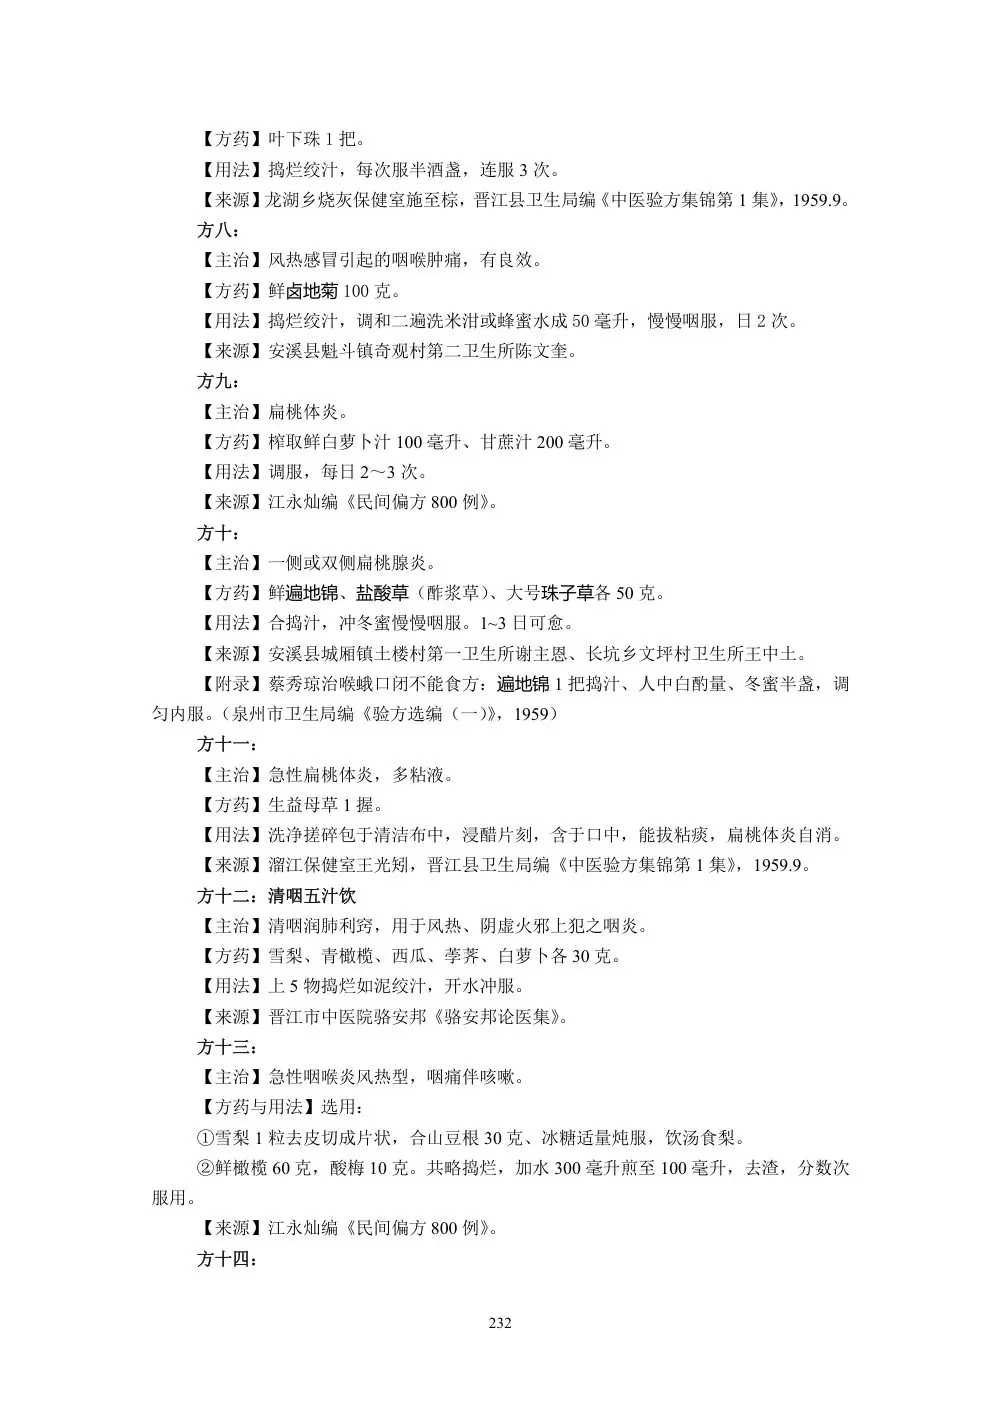 【方药】叶下珠 1 把。
【用法】捣烂绞汁，每次服半酒盏，连服 3 次。
【来源】龙湖乡烧灰保健室施至棕，晋江县卫生局编《中医验方集锦第 1 集》，1959.9。
方八：
【主治】风热感冒引起的咽喉肿痛，有良效。
【方药】鲜卤地菊 100 克。
【用法】捣烂绞汁，调和二遍洗米泔或蜂蜜水成 50 毫升，慢慢咽服，日 2 次。
【来源】安溪县魁斗镇奇观村第二卫生所陈文奎。
方九：
【主治】扁桃体炎。
【方药】榨取鲜白萝卜汁 100 毫升、甘蔗汁 200 毫升。
【用法】调服，每日 2～3 次。
【来源】江永灿编《民间偏方 800 例》。
方十：
【主治】一侧或双侧扁桃腺炎。
【方药】鲜遍地锦、盐酸草（酢浆草）、大号珠子草各 50 克。
【用法】合捣汁，冲冬蜜慢慢咽服。1~3 日可愈。
【来源】安溪县城厢镇土楼村第一卫生所谢主恩、长坑乡文坪村卫生所王中土。
【附录】蔡秀琼治喉蛾口闭不能食方：遍地锦 1 把捣汁、人中白酌量、冬蜜半盏，调
匀内服。（泉州市卫生局编《验方选编（一）》，1959）
方十一：
【主治】急性扁桃体炎，多粘液。
【方药】生益母草 1 握。
【用法】洗净搓碎包于清洁布中，浸醋片刻，含于口中，能拔粘痰，扁桃体炎自消。
【来源】溜江保健室王光矧，晋江县卫生局编《中医验方集锦第 1 集》，1959.9。
方十二：清咽五汁饮
【主治】清咽润肺利窍，用于风热、阴虚火邪上犯之咽炎。
【方药】雪梨、青橄榄、西瓜、荸荠、白萝卜各 30 克。
【用法】上 5 物捣烂如泥绞汁，开水冲服。
【来源】晋江市中医院骆安邦《骆安邦论医集》。
方十三：
【主治】急性咽喉炎风热型，咽痛伴咳嗽。
【方药与用法】选用：
①雪梨 1 粒去皮切成片状，合山豆根 30 克、冰糖适量炖服，饮汤食梨。
②鲜橄榄 60 克，酸梅 10 克。共略捣烂，加水 300 毫升煎至 100 毫升，去渣，分数次
服用。
【来源】江永灿编《民间偏方 800 例》。
方十四：
232